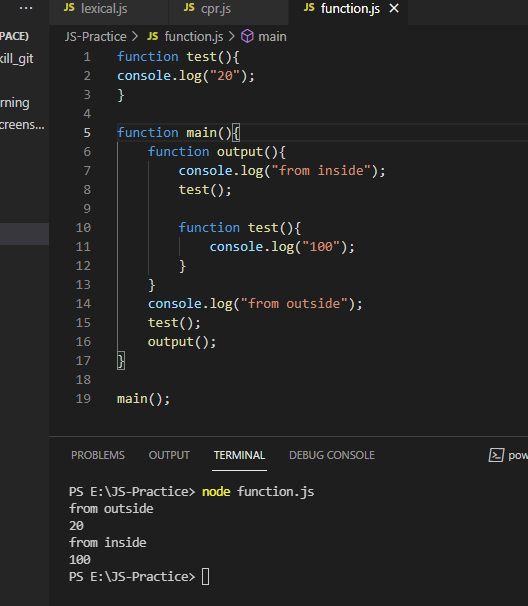 ··· JS lexical.js JS cpr.js JS function.js ×
PACE)
JS-Practice > JS function.js > main
kill_git
rning
creens...
1 function test(){
2 console.log("20");
3 }
4
5 function main(){
6 function output(){
7 console.log("from inside");
8 test();
9
10 function test(){
11 console.log("100");
12 }
13 }
14 console.log("from outside");
15 test();
16 output();
17 }
18
19 main();
PROBLEMS OUTPUT TERMINAL DEBUG CONSOLE pow
PS E:\JS-Practice> node function.js
from outside
20
from inside
100
PS E:\JS-Practice>